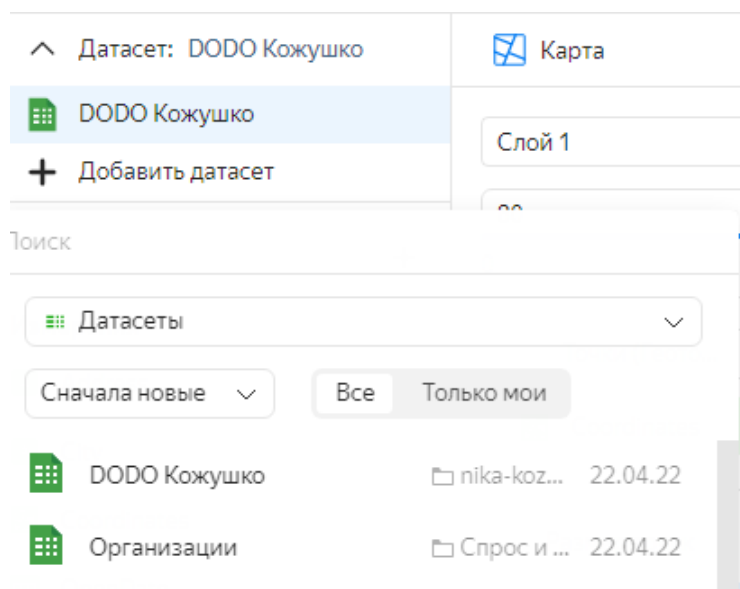 Датасет: DODO Кожушко
Карта
DODO Кожушко
Слой 1
Добавить датасет
Поиск
Датасеты
Сначала новые
Все
Только мои
DODO Кожушко
nika-koz...
22.04.22
Организации
Спрос и ...
22.04.22